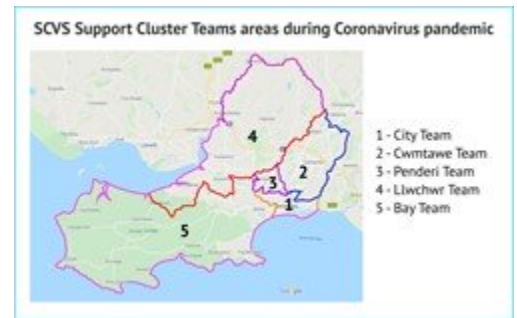 SCVS Support Cluster Teams areas during Coronavirus pandemic
4
3
2
1
5
1 - City Team
2 - Cwmtawe Team
3 - Penderi Team
4 - Llwchwr Team
5 - Bay Team